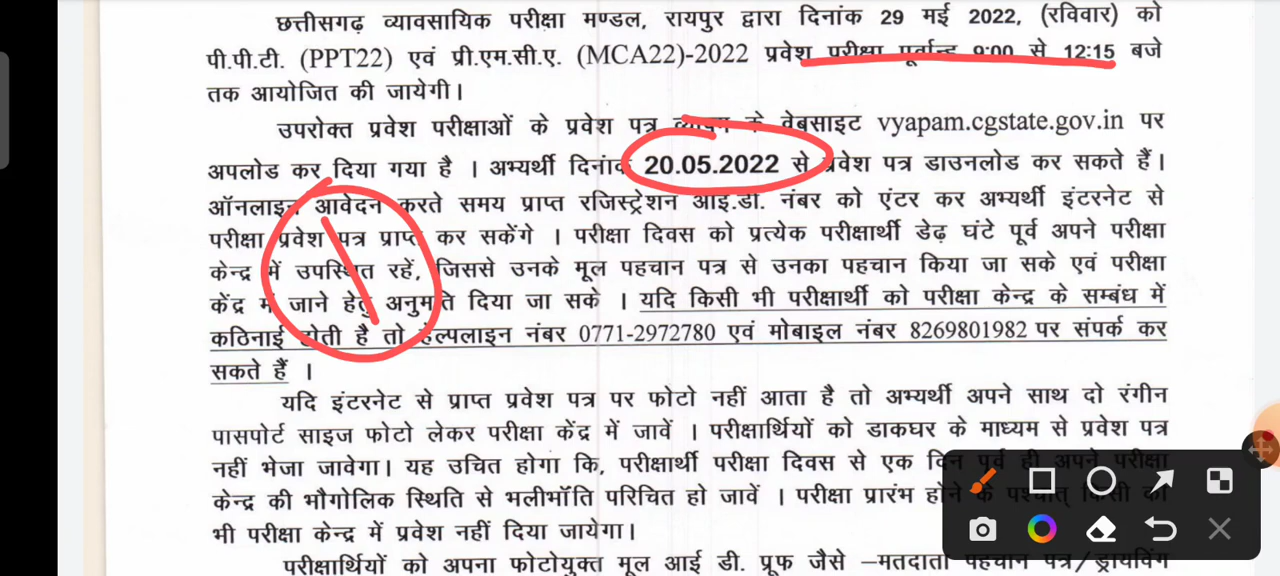 छत्तीसगढ़ व्यावसायिक परीक्षा मण्डल, रायपुर द्वारा दिनांक 29 मई 2022, (रविवार) को
पी.पी.टी. (PPT22) एवं प्री.एम.सी.ए. (MCA22)-2022 प्रवेश परीक्षा पूर्वान्ह 9:00 से 12:15 बजे
तक आयोजित की जायेगी।
उपरोक्त प्रवेश परीक्षाओं के प्रवेश पत्र व्यापम के वेबसाइट vyapam.cgstate.gov.in पर
अपलोड कर दिया गया है । अभ्यर्थी दिनांक 20.05.2022 से प्रवेश पत्र डाउनलोड कर सकते हैं।
ऑनलाइन आवेदन करते समय प्राप्त रजिस्ट्रेशन आई.डी. नंबर को एंटर कर अभ्यर्थी इंटरनेट से
परीक्षा प्रवेश पत्र प्राप्त कर सकेंगे । परीक्षा दिवस को प्रत्येक परीक्षार्थी डेढ़ घंटे पूर्व अपने परीक्षा
केन्द्र में उपस्थित रहें, जिससे उनके मूल पहचान पत्र से उनका पहचान किया जा सके एवं परीक्षा
केंद्र में जाने हेतु अनुमति दिया जा सके । यदि किसी भी परीक्षार्थी को परीक्षा केन्द्र के सम्बंध में
कठिनाई होती है तो हेल्पलाइन नंबर 0771-2972780 एवं मोबाइल नंबर 8269801982 पर संपर्क कर
सकते हैं ।
यदि इंटरनेट से प्राप्त प्रवेश पत्र पर फोटो नहीं आता है तो अभ्यर्थी अपने साथ दो रंगीन
पासपोर्ट साइज फोटो लेकर परीक्षा केंद्र में जावें । परीक्षार्थियों को डाकघर के माध्यम से प्रवेश पत्र
नहीं भेजा जावेगा। यह उचित होगा कि, परीक्षार्थी परीक्षा दिवस से एक दिन पूर्व ही अपने परीक्षा
केन्द्र की भौगोलिक स्थिति से भलीभॉति परिचित हो जावें । परीक्षा प्रारंभ होने के पश्चात् किसी को
भी परीक्षा केन्द्र में प्रवेश नहीं दिया जायेगा।
परीक्षार्थियों को अपना फोटोयुक्त मूल आई डी. प्रूफ जैसे –मतदाता पहचान पत्र/ड्रायविंग